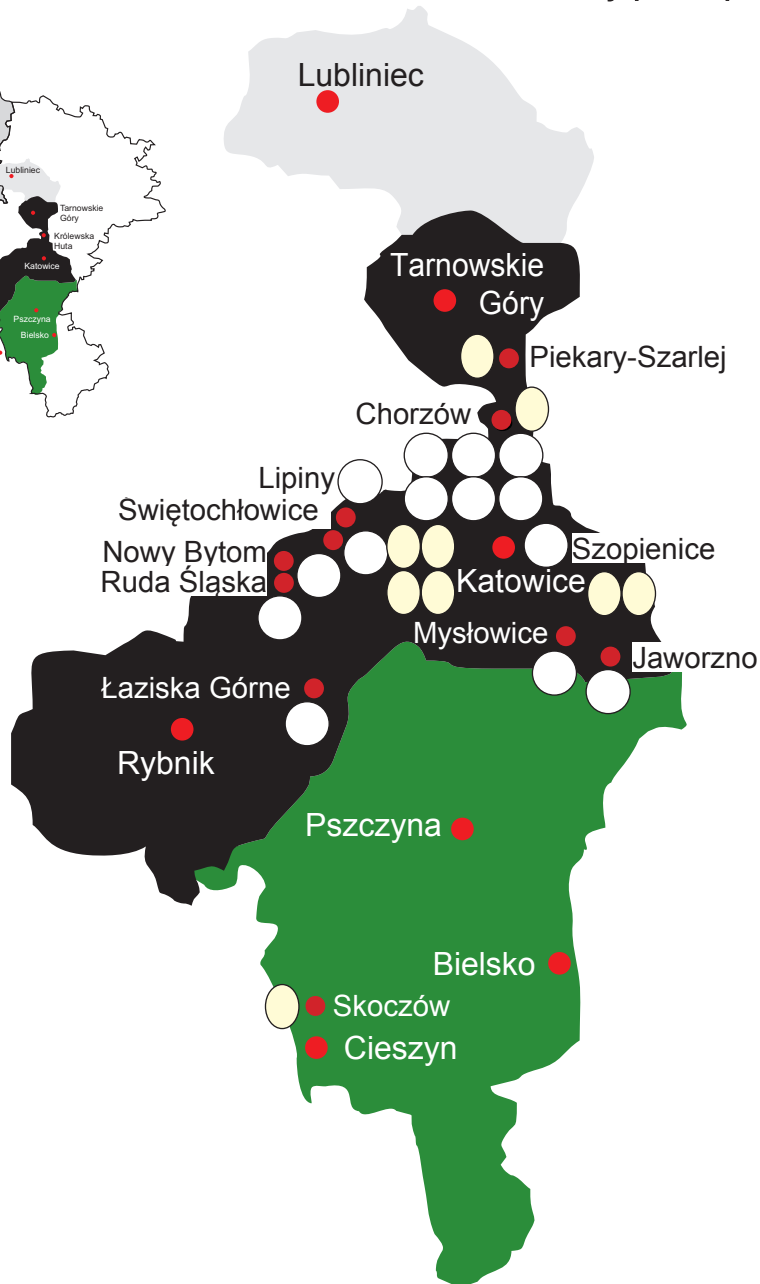 Lubliniec
Tarnowskie
Góry
Piekary-Szarlej
Chorzów
Lipiny
Świętochłowice
Nowy Bytom
Ruda Śląska
Szopienice
Katowice
Mysłowice
Jaworzno
Łaziska Górne
Rybnik
Pszczyna
Bielsko
Skoczów
Cieszyn
Lubliniec
Tarnowskie
Góry
Królewska
Huta
Katowice
Pszczyna
Bielsko